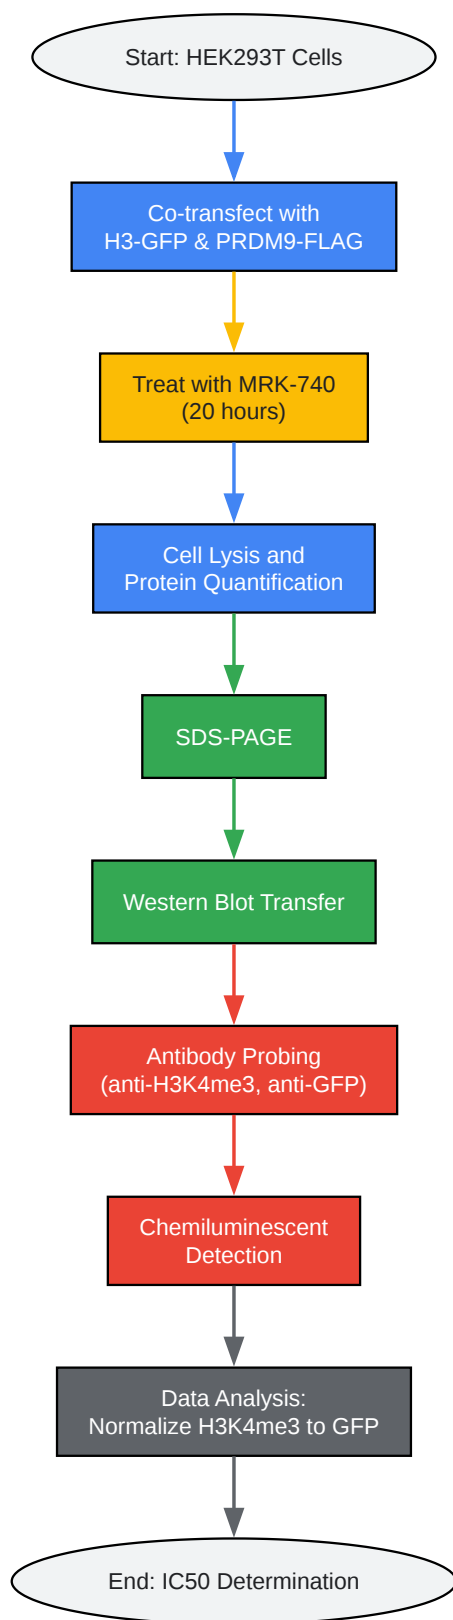 Start: HEK293T Cells
Co-transfect with
H3-GFP & PRDM9-FLAG
Treat with MRK-740
(20 hours)
Cell Lysis and
Protein Quantification
SDS-PAGE
Western Blot Transfer
Antibody Probing
(anti-H3K4me3, anti-GFP)
Chemiluminescent
Detection
Data Analysis:
Normalize H3K4me3 to GFP
End: IC50 Determination